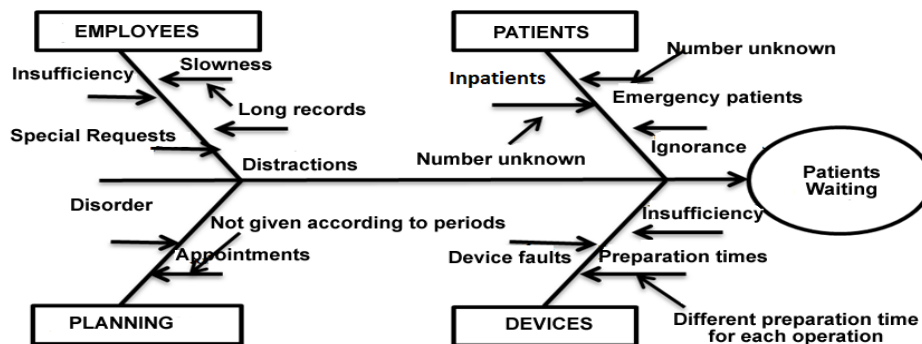 EMPLOYEES
PATIENTS
Slowness
Number unknown
Insufficiency
Inpatients
Long records
Emergency patients
Special Requests
Number unknown
Ignorance
Distractions
Patients
Waiting
Disorder
Insufficiency
Not given according to periods
Appointments
Device faults
Preparation times
PLANNING
DEVICES
Different preparation time
for each operation